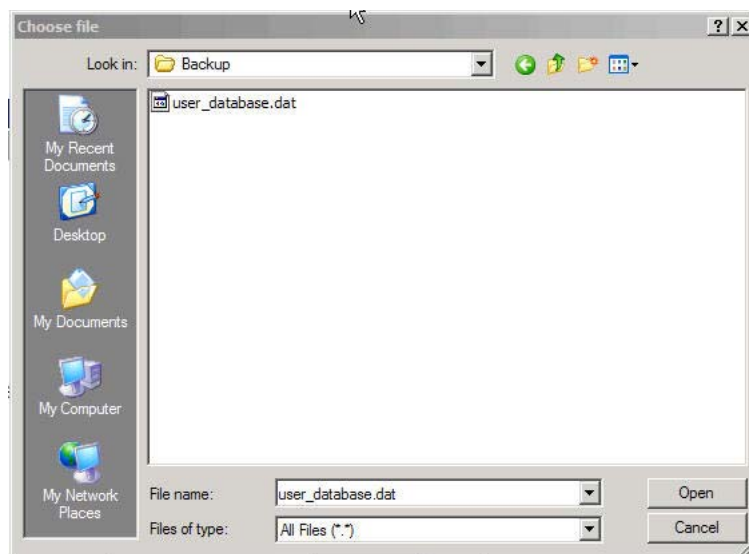 Choose file
Look in: Backup
user_database.dat
My Recent
Documents
Desktop
My Documents
My Computer
My Network
Places
File name: user_database.dat Open
Files of type: All Files (*.*) Cancel